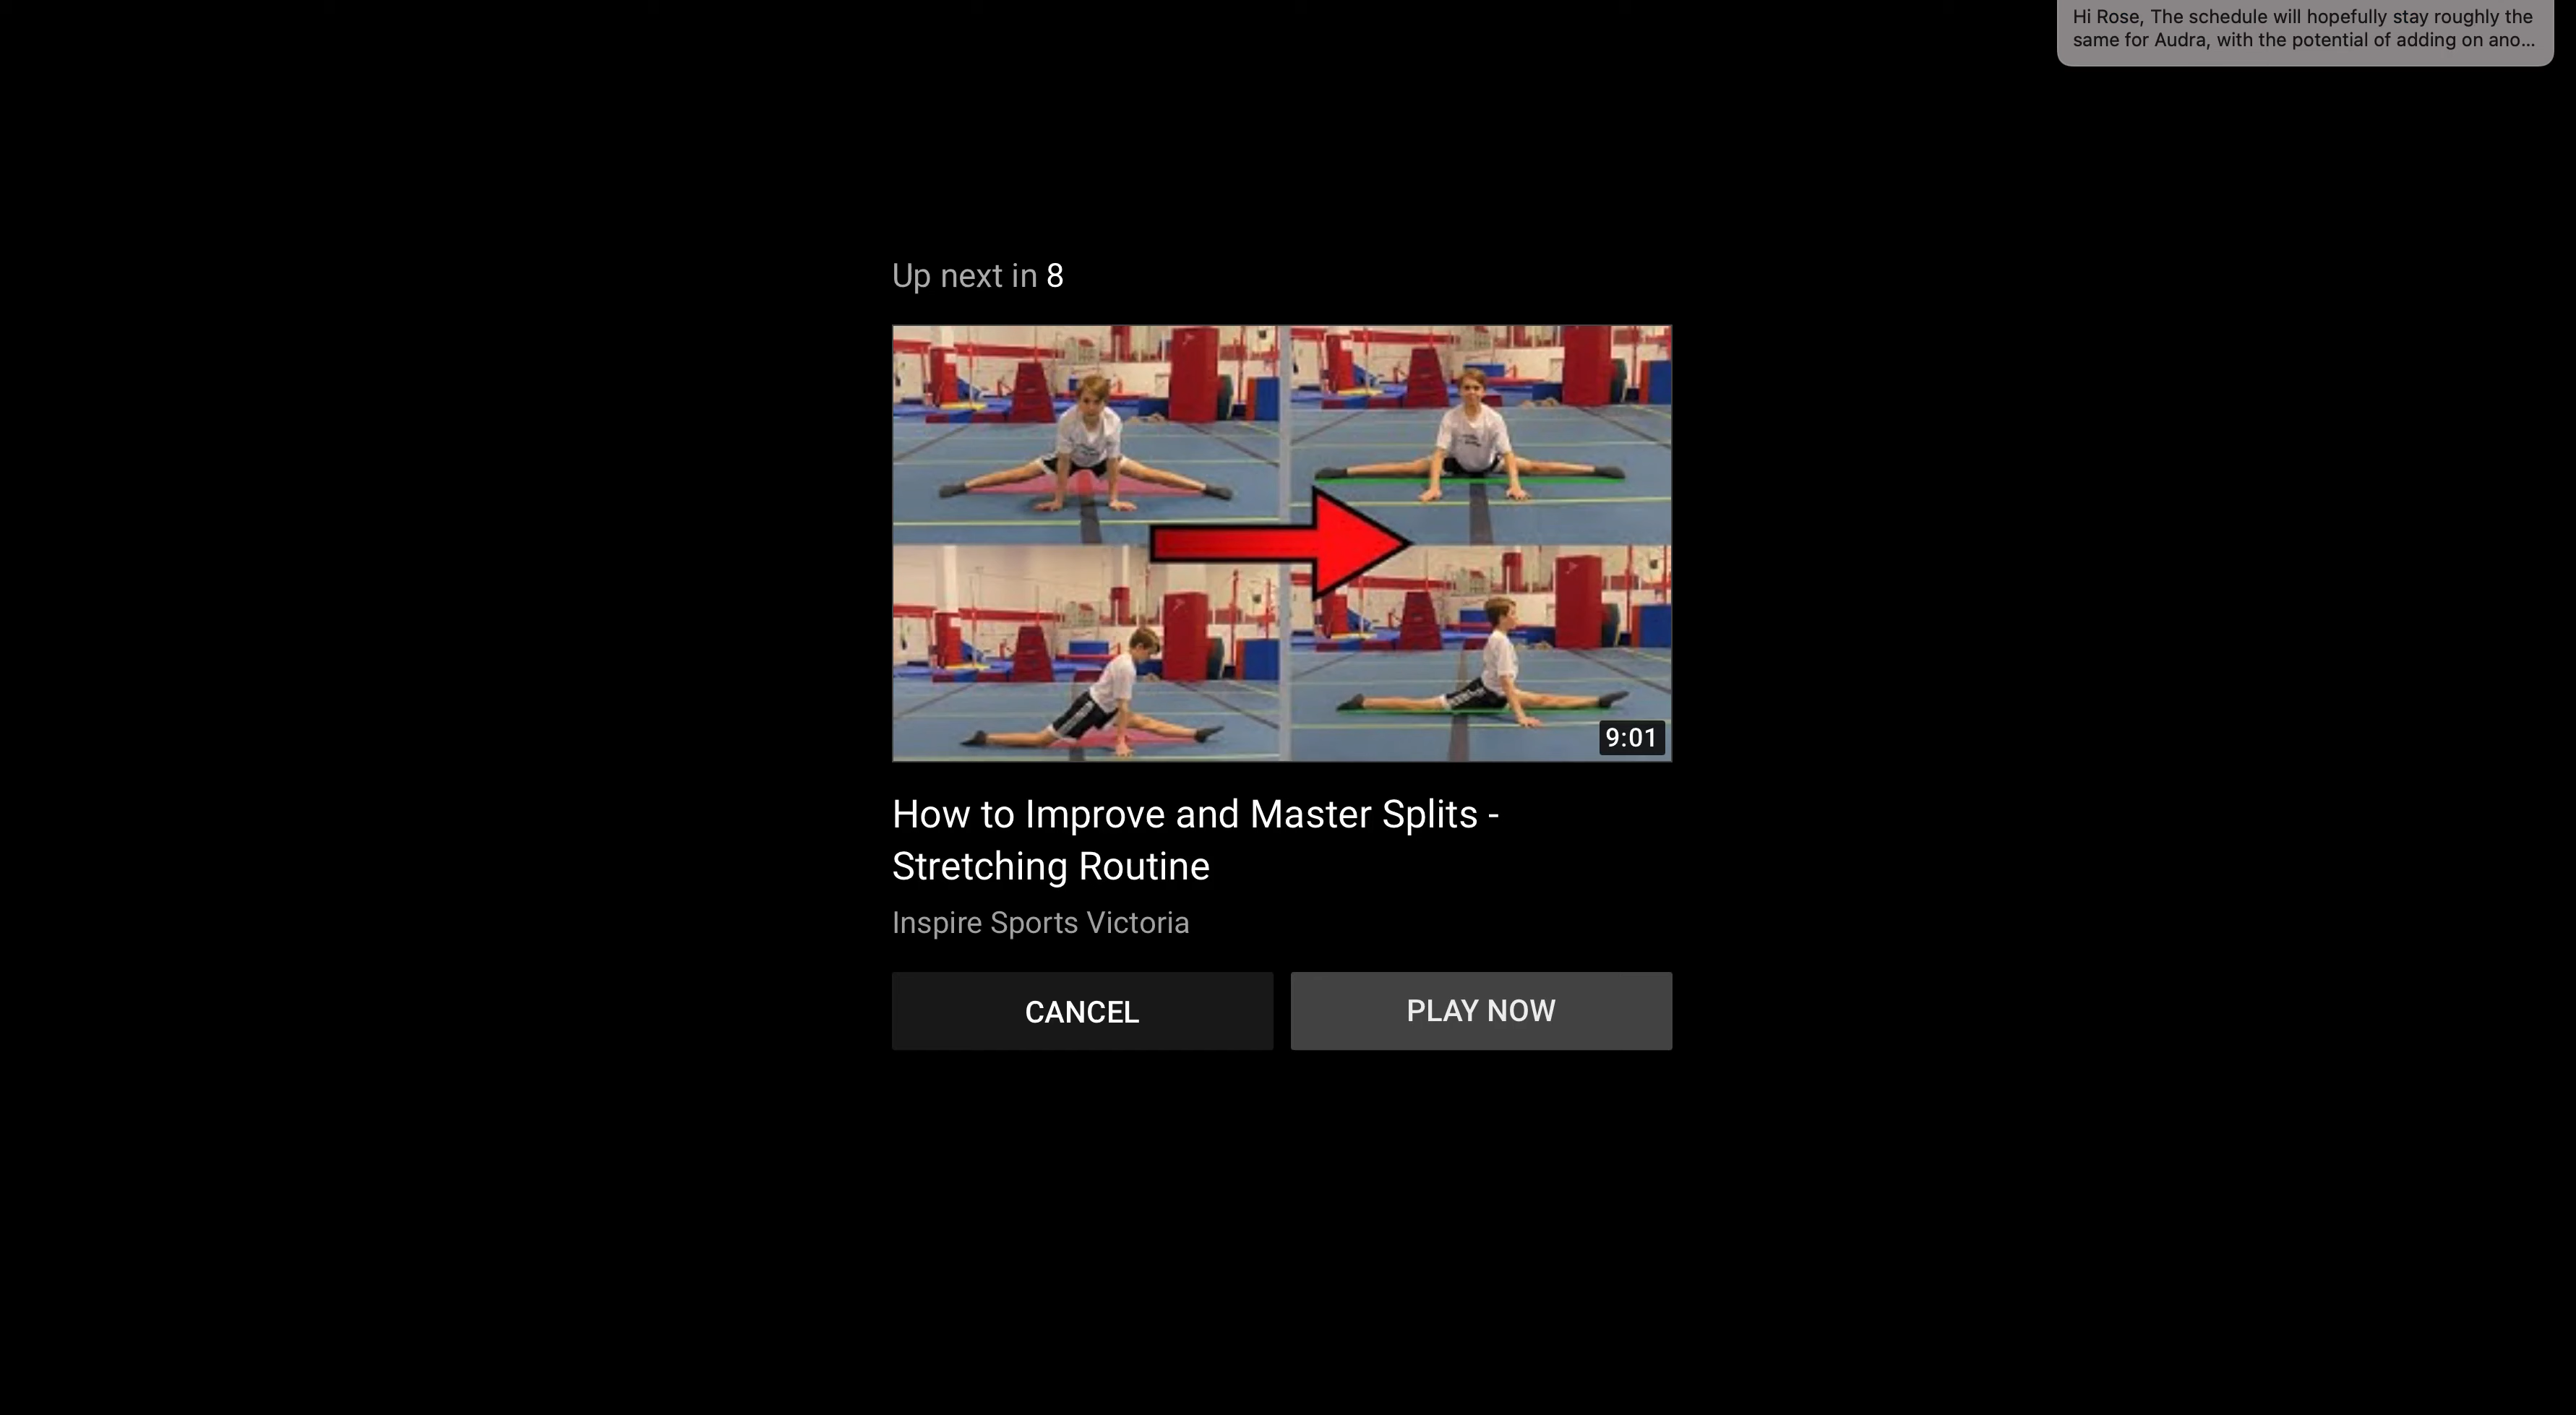 Hi Rose, The schedule will hopefully stay roughly the
same for Audra, with the potential of adding on ano...
Up next in 8
9:01
How to Improve and Master Splits -
Stretching Routine
Inspire Sports Victoria
CANCEL
PLAY NOW